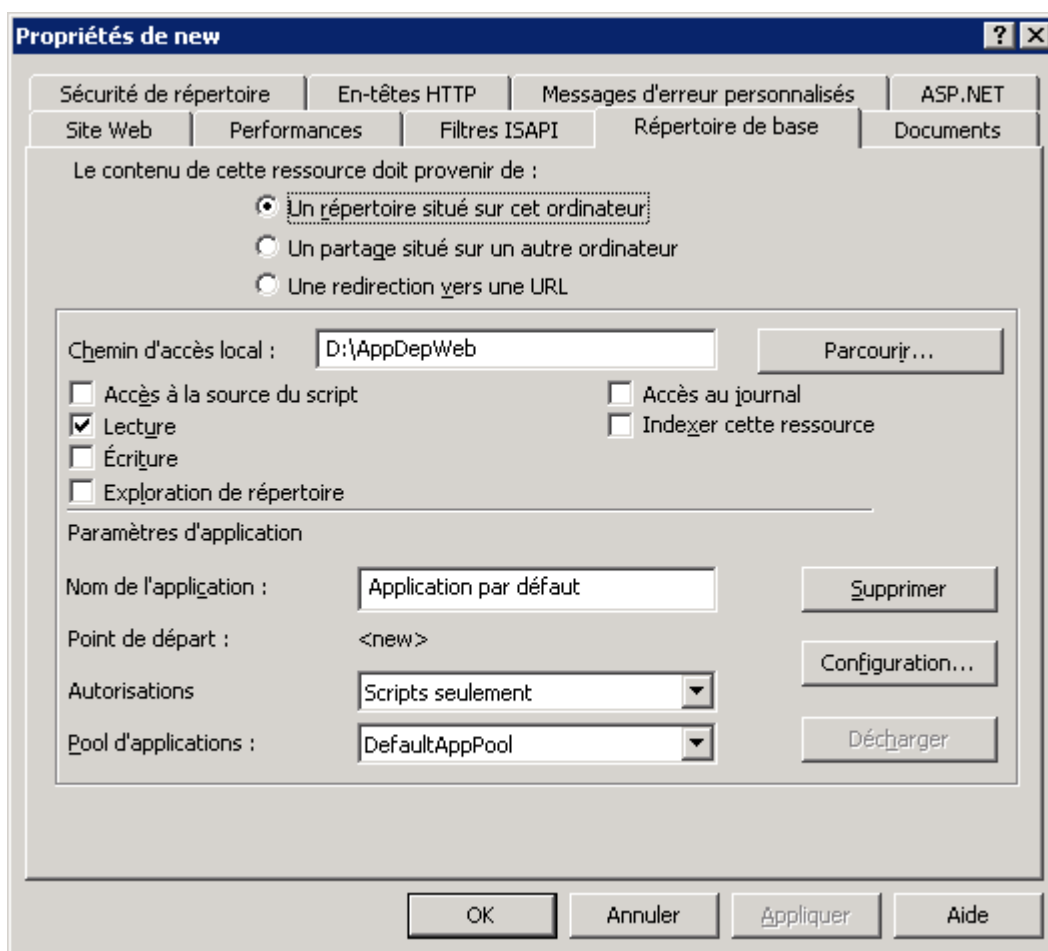 Propriétés de new
Sécurité de répertoire En-têtes HTTP Messages d'erreur personnalisés ASP.NET
Site Web Performances Filtres ISAPI Répertoire de base Documents
Le contenu de cette ressource doit provenir de :
Un répertoire situé sur cet ordinateur
Un partage situé sur un autre ordinateur
Une redirection vers une URL
Chemin d'accès local : D:\AppDepWeb Parcourir...
Accès à la source du script Accès au journal
Lecture Indexer cette ressource
Écriture
Exploration de répertoire
Paramètres d'application
Nom de l'application : Application par défaut Supprimer
Point de départ : <new>
Configuration...
Autorisations Scripts seulement
Pool d'applications : DefaultAppPool Décharger
OK Annuler Appliquer Aide